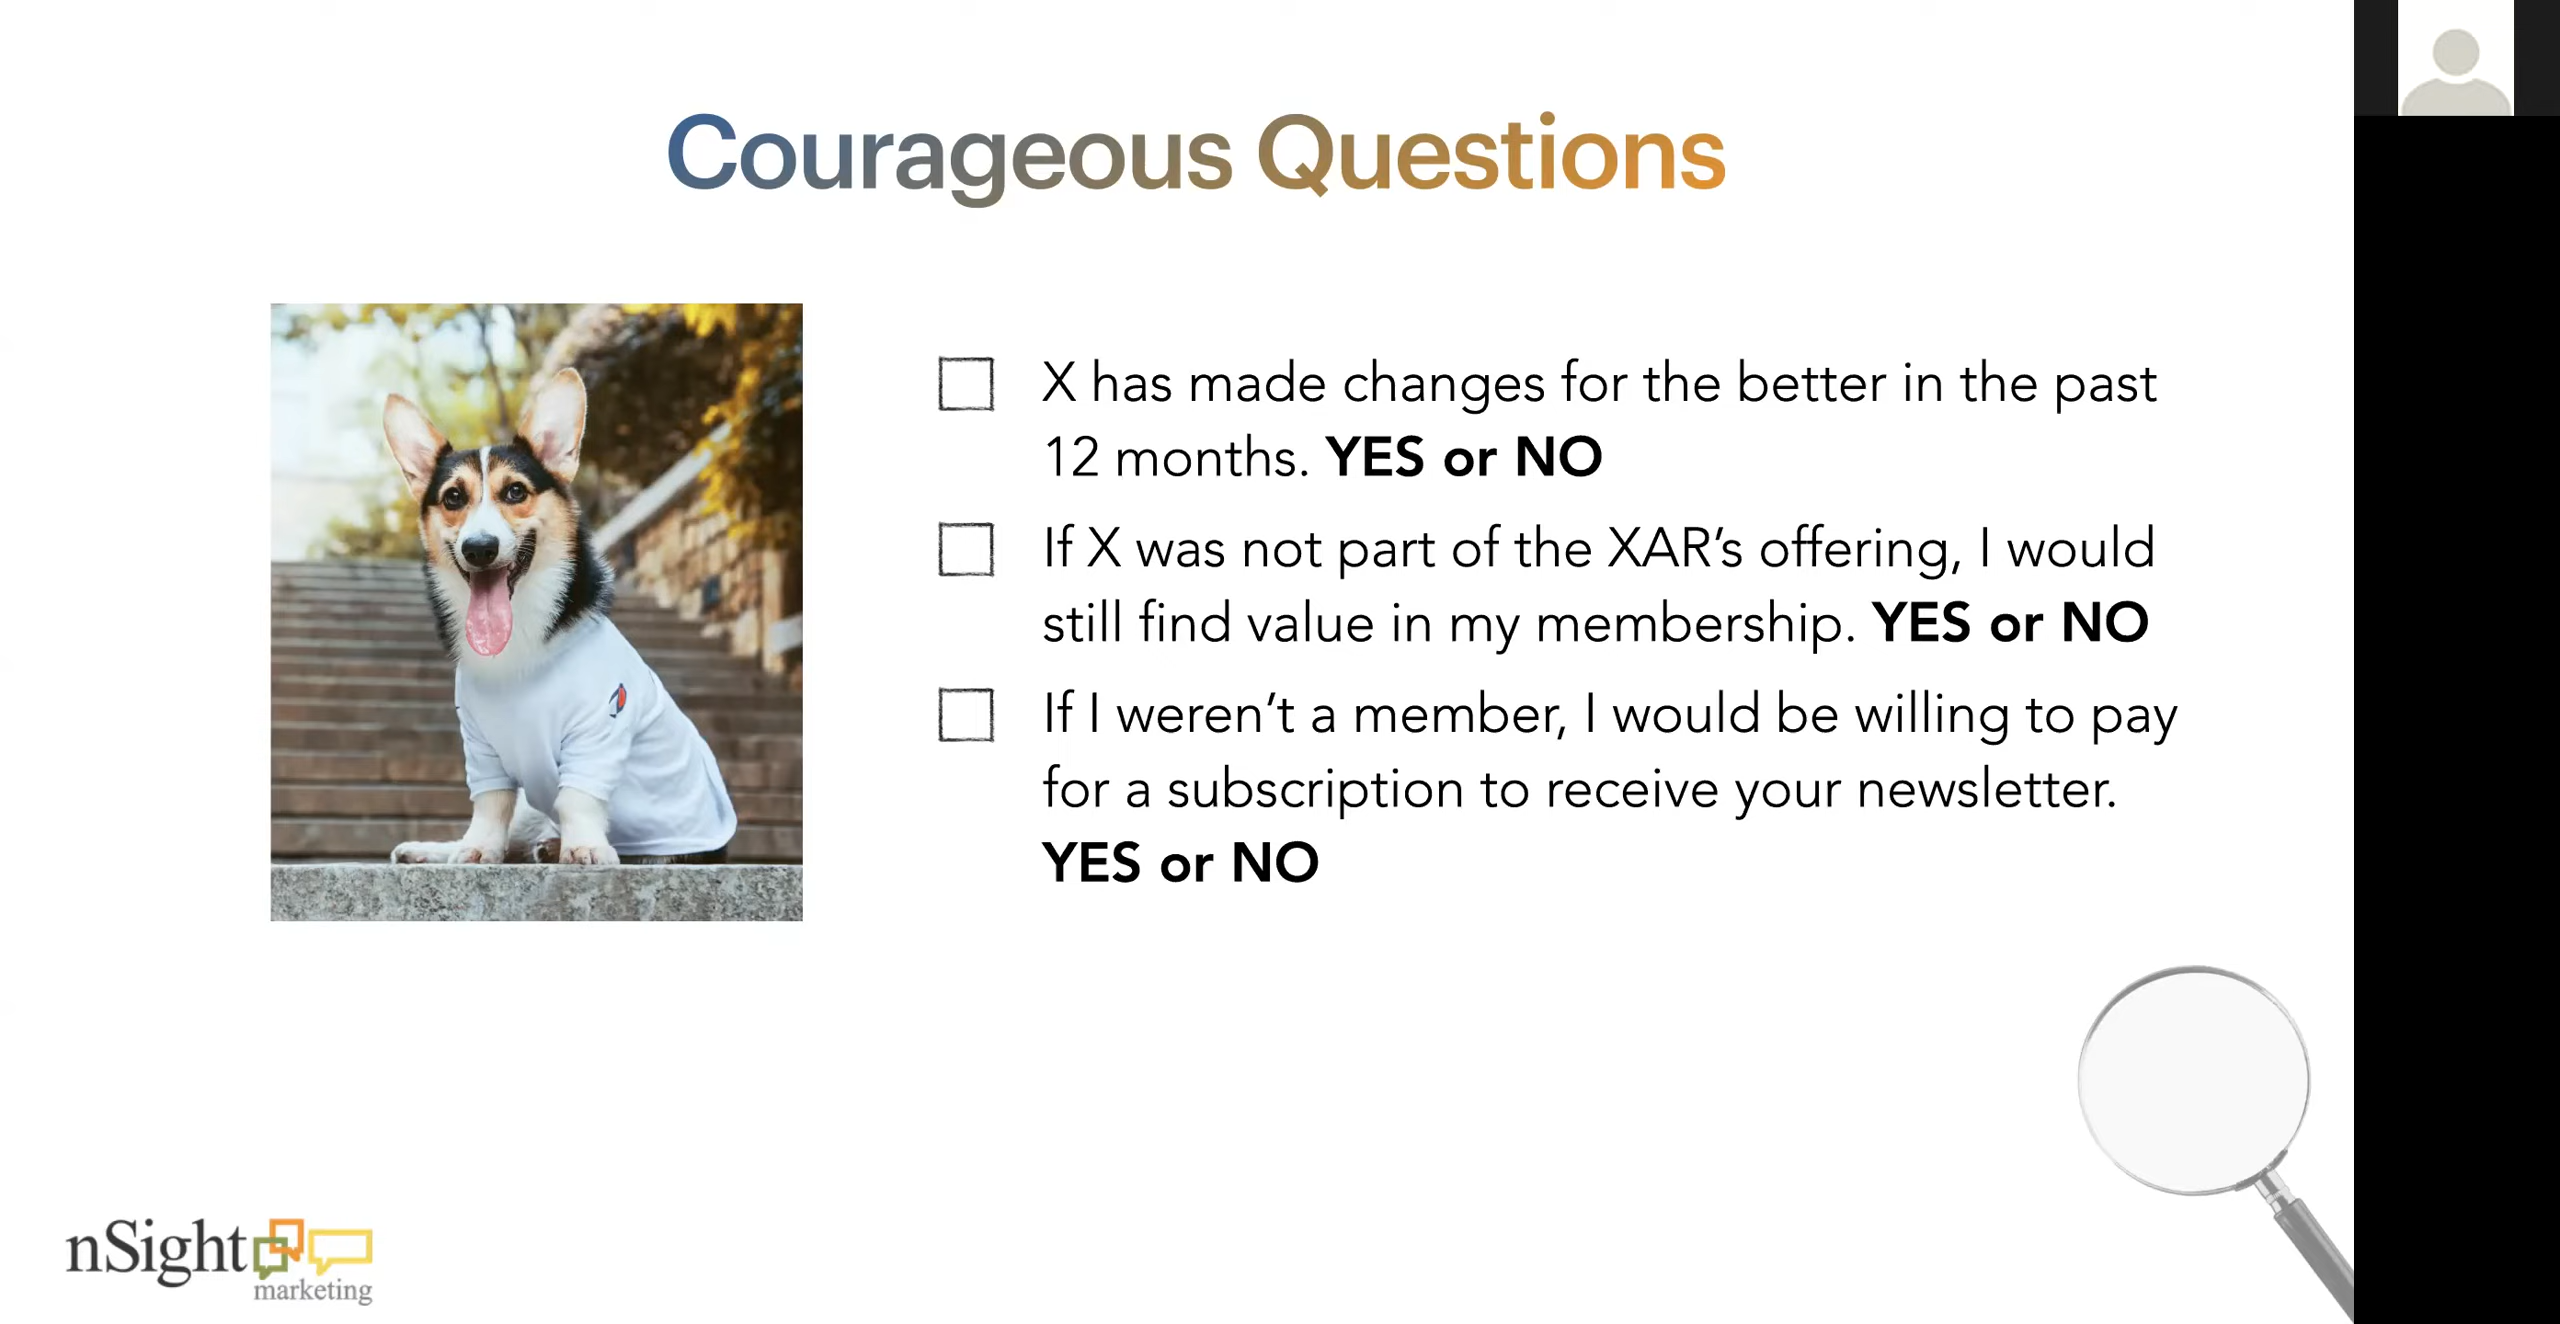 Courageous Questions
X has made changes for the better in the past
12 months. YES or NO
If X was not part of the XAR’s offering, I would
still find value in my membership. YES or NO
If I weren’t a member, I would be willing to pay
for a subscription to receive your newsletter.
YES or NO
nSight
marketing